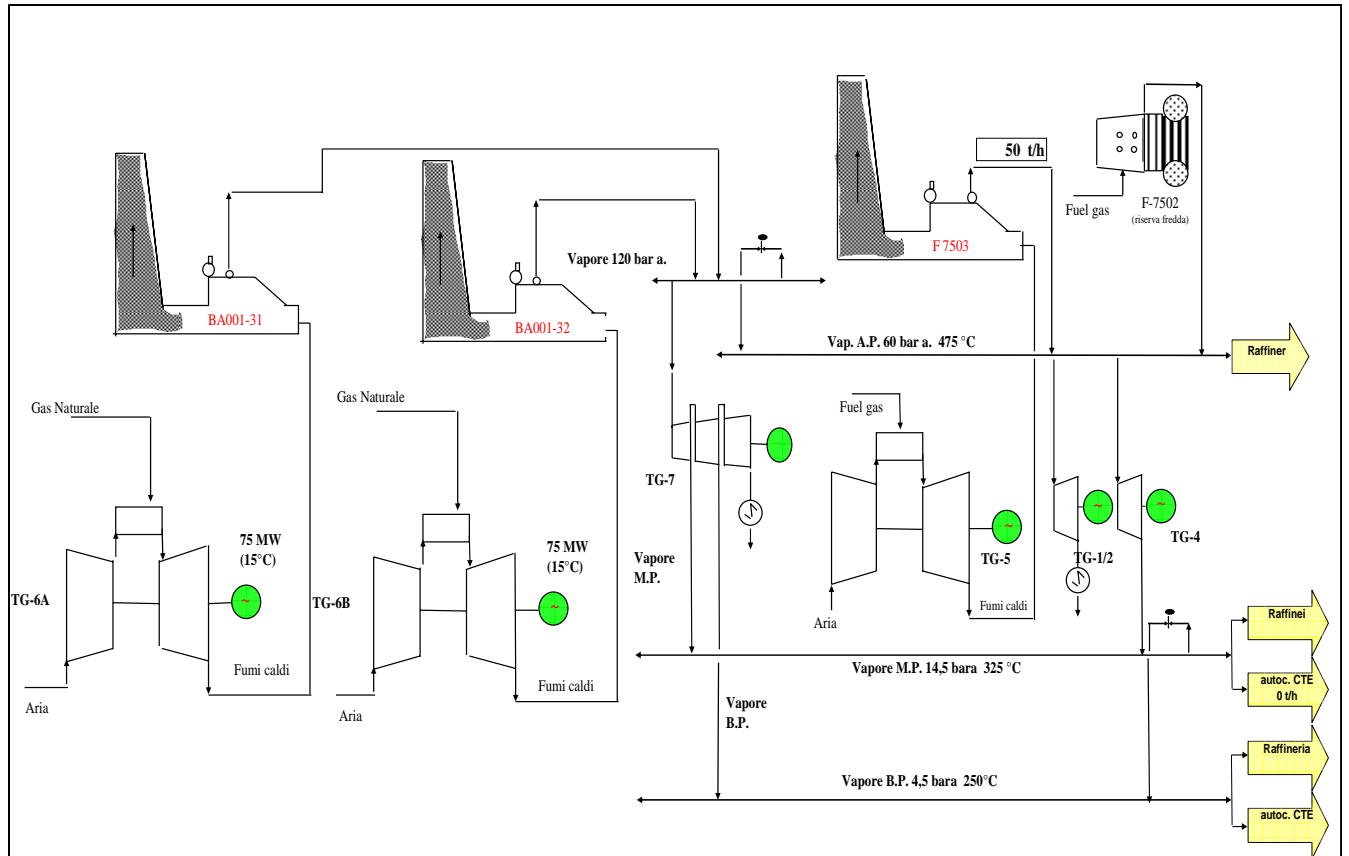 50 t/h
Fuel gas
F-7502
(riserva fredda)
F 7503
Vapore 120 bar a.
BA001-31
BA001-32
Vap. A.P. 60 bar a. 475 °C
Raffiner
Gas Naturale
Gas Naturale
Fuel gas
TG-7
75 MW
(15°C)
75 MW
(15°C)
~
~
~
~
~
TG-5
TG-1/2
TG-4
Vapore
M.P.
TG-6A
TG-6B
Fumi caldi
Aria
Raffinei
Vapore M.P. 14,5 bara 325 °C
Fumi caldi
Fumi caldi
autoc. CTE
0 t/h
Aria
Aria
Vapore
B.P.
Raffineria
Vapore B.P. 4,5 bara 250°C
autoc. CTE